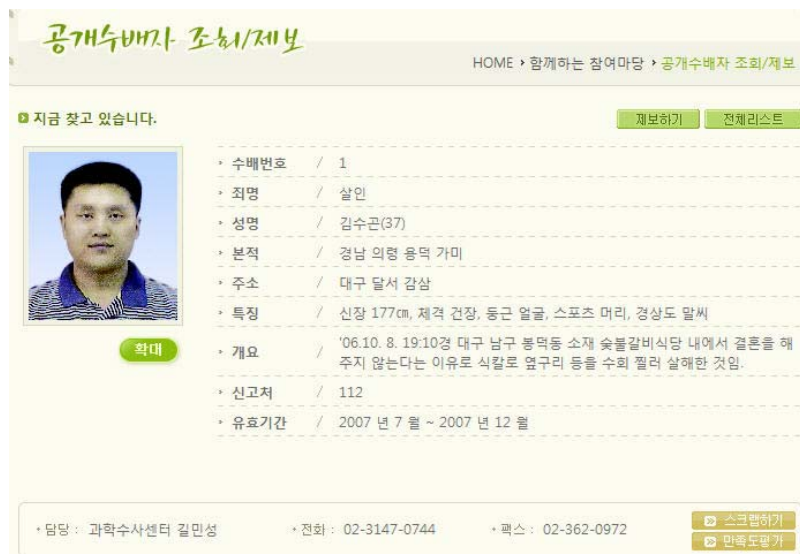 공개수배자 조회/제보
HOME › 함께하는 참여마당 › 공개수배자 조회/제보
지금 찾고 있습니다.
제보하기 전체리스트
수배번호 / 1
죄명 / 살인
성명 / 김수곤(37)
본적 / 경남 의령 용덕 가미
주소 / 대구 달서 감삼
특징 / 신장 177㎝, 체격 건장, 둥근 얼굴, 스포츠 머리, 경상도 말씨
확대
개요 / '06.10. 8. 19:10경 대구 남구 봉덕동 소재 숯불갈비식당 내에서 결혼을 해
주지 않는다는 이유로 식칼로 옆구리 등을 수회 찔러 살해한 것임.
신고처 / 112
유효기간 / 2007 년 7 월 ~ 2007 년 12 월
담당 : 과학수사센터 길민성 전화 : 02-3147-0744 팩스 : 02-362-0972
스크랩하기
만족도평가